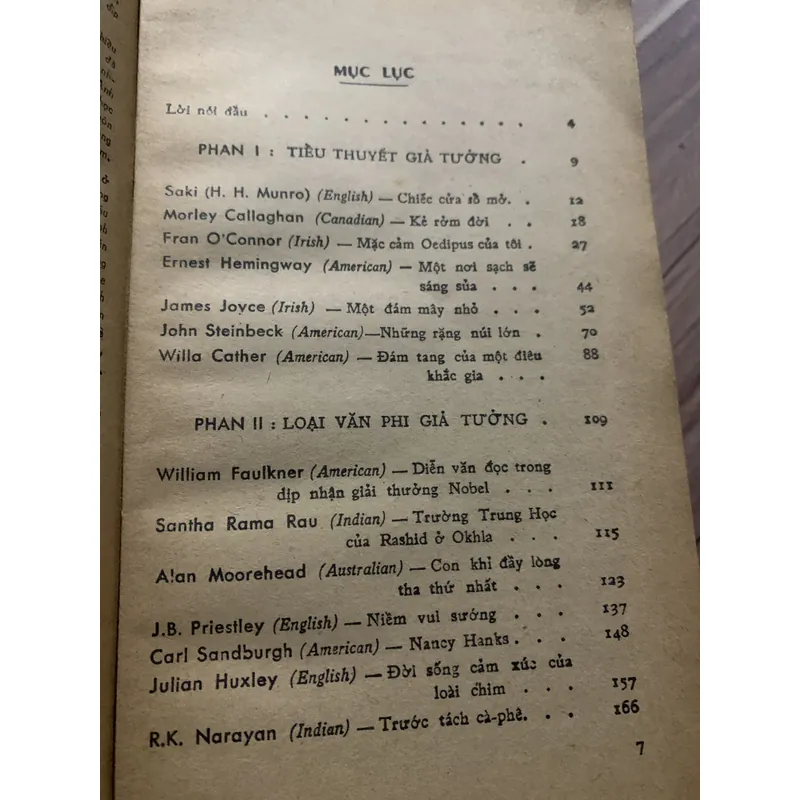 MỤC LỤC
Lời nói đầu . . . . . . . . . . . . . . 4
PHAN I : TIỂU THUYẾT GIẢ TƯỞNG . 9
Saki (H. H. Munro) (English) — Chiếc cửa sồ mở. . 12
Morley Callaghan (Canadian) — Kẻ rởm đời . . 18
Fran O'Connor (Irish) — Mặc cảm Oedipus của tôi . 27
Ernest Hemingway (American) — Một nơi sạch sẽ
sáng sủa . . . 44
James Joyce (Irish) — Một đám mây nhỏ . . . 52
John Steinbeck (American)—Những rặng núi lớn . 70
Willa Cather (American) — Đám tang của một điêu 88
khắc gia . . .
PHAN II : LOẠI VĂN PHI GIẢ TƯỞNG . 109
William Faulkner (American) — Diễn văn đọc trong
dịp nhận giải thưởng Nobel . . . 111
Santha Rama Rau (Indian) — Trường Trung Học
của Rashid ở Okhla . . . 115
Alan Moorehead (Australian) — Con khỉ đầy lòng
tha thứ nhất . . . 123
J.B. Priestley (English) — Niềm vui sướng . . . 137
Carl Sandburgh (American) — Nancy Hanks . . . 148
Julian Huxley (English) — Đời sống cảm xúc của
loài chim . . . 157
R.K. Narayan (Indian) — Trước tách cà-phê. . . 166
7